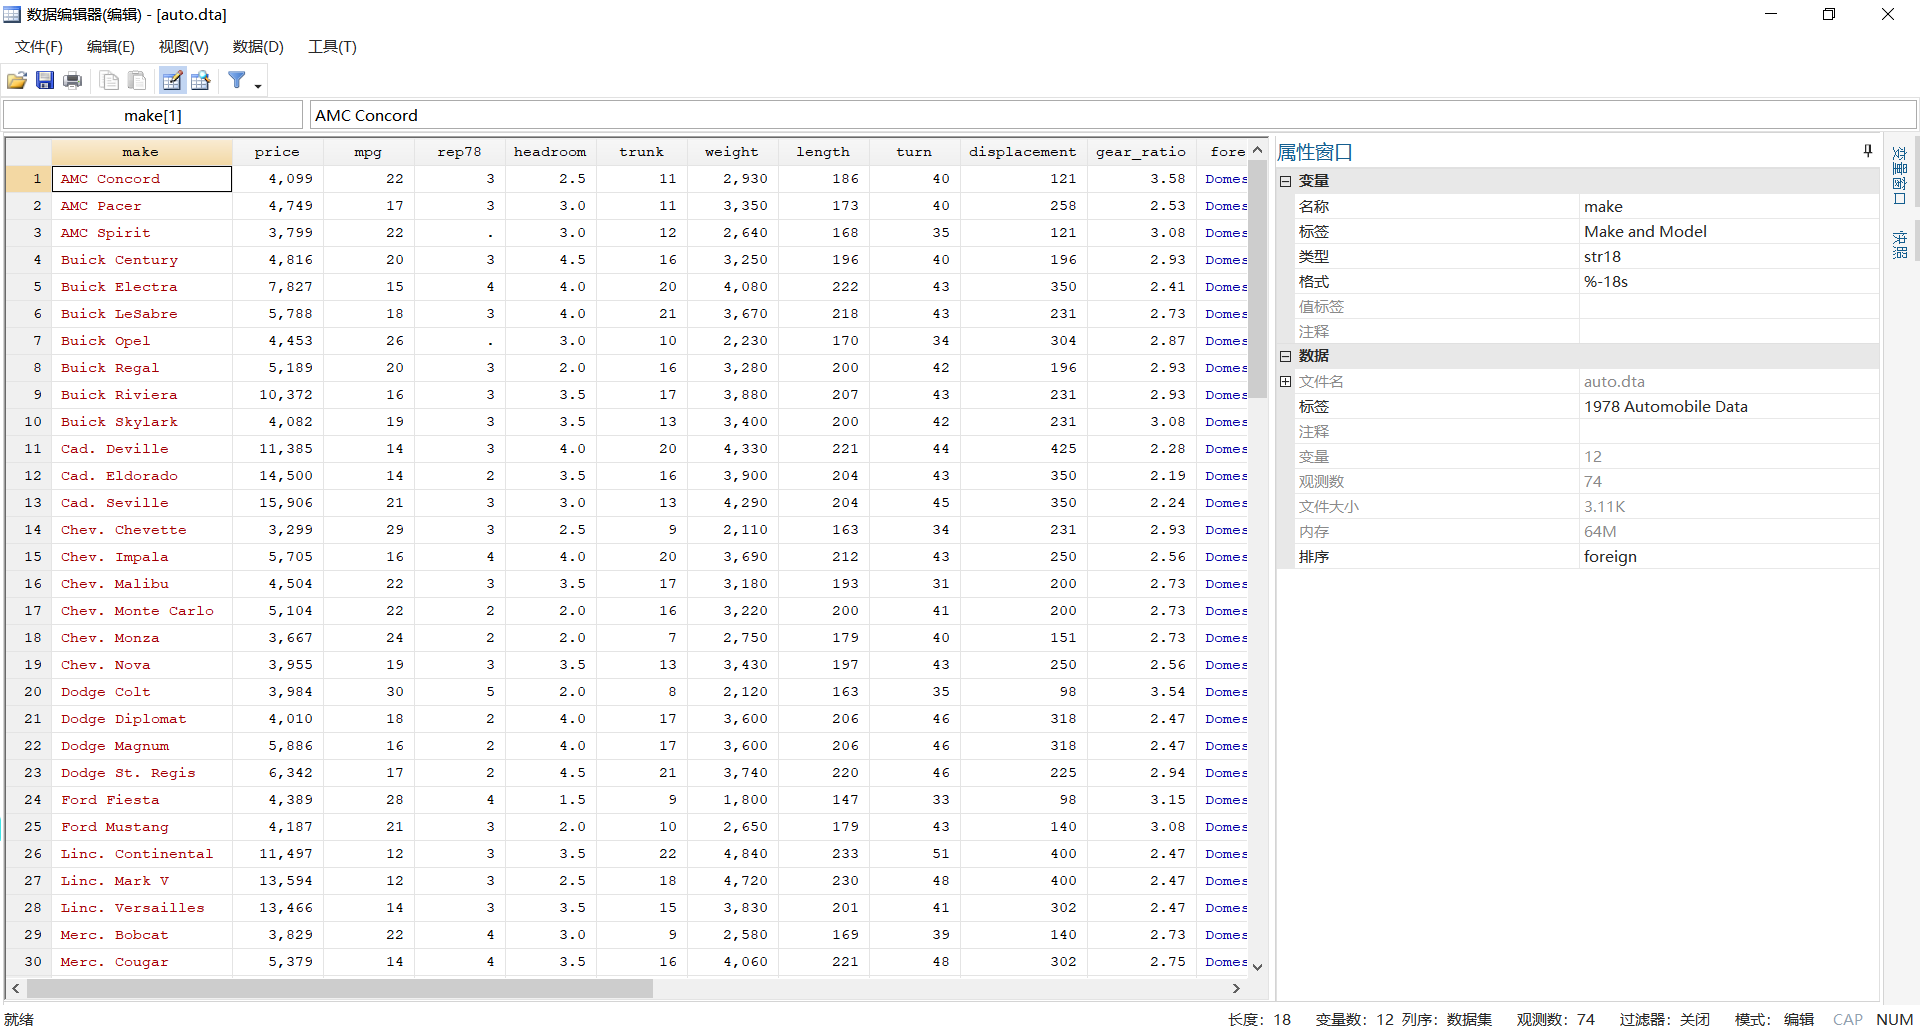 数据编辑器(编辑) - [auto.dta]
文件(F) 编辑(E) 视图(V) 数据(D) 工具(T)
make[1] AMC Concord
make price mpg rep78 headroom trunk weight length turn displacement gear_ratio fore
1 AMC Concord 4,099 22 3 2.5 11 2,930 186 40 121 3.58 Domes
2 AMC Pacer 4,749 17 3 3.0 11 3,350 173 40 258 2.53 Domes
3 AMC Spirit 3,799 22 . 3.0 12 2,640 168 35 121 3.08 Domes
4 Buick Century 4,816 20 3 4.5 16 3,250 196 40 196 2.93 Domes
5 Buick Electra 7,827 15 4 4.0 20 4,080 222 43 350 2.41 Domes
6 Buick LeSabre 5,788 18 3 4.0 21 3,670 218 43 231 2.73 Domes
7 Buick Opel 4,453 26 . 3.0 10 2,230 170 34 304 2.87 Domes
8 Buick Regal 5,189 20 3 2.0 16 3,280 200 42 196 2.93 Domes
9 Buick Riviera 10,372 16 3 3.5 17 3,880 207 43 231 2.93 Domes
10 Buick Skylark 4,082 19 3 3.5 13 3,400 200 42 231 3.08 Domes
11 Cad. Deville 11,385 14 3 4.0 20 4,330 221 44 425 2.28 Domes
12 Cad. Eldorado 14,500 14 2 3.5 16 3,900 204 43 350 2.19 Domes
13 Cad. Seville 15,906 21 3 3.0 13 4,290 204 45 350 2.24 Domes
14 Chev. Chevette 3,299 29 3 2.5 9 2,110 163 34 231 2.93 Domes
15 Chev. Impala 5,705 16 4 4.0 20 3,690 212 43 250 2.56 Domes
16 Chev. Malibu 4,504 22 3 3.5 17 3,180 193 31 200 2.73 Domes
17 Chev. Monte Carlo 5,104 22 2 2.0 16 3,220 200 41 200 2.73 Domes
18 Chev. Monza 3,667 24 2 2.0 7 2,750 179 40 151 2.73 Domes
19 Chev. Nova 3,955 19 3 3.5 13 3,430 197 43 250 2.56 Domes
20 Dodge Colt 3,984 30 5 2.0 8 2,120 163 35 98 3.54 Domes
21 Dodge Diplomat 4,010 18 2 4.0 17 3,600 206 46 318 2.47 Domes
22 Dodge Magnum 5,886 16 2 4.0 17 3,600 206 46 318 2.47 Domes
23 Dodge St. Regis 6,342 17 2 4.5 21 3,740 220 46 225 2.94 Domes
24 Ford Fiesta 4,389 28 4 1.5 9 1,800 147 33 98 3.15 Domes
25 Ford Mustang 4,187 21 3 2.0 10 2,650 179 43 140 3.08 Domes
26 Linc. Continental 11,497 12 3 3.5 22 4,840 233 51 400 2.47 Domes
27 Linc. Mark V 13,594 12 3 2.5 18 4,720 230 48 400 2.47 Domes
28 Linc. Versailles 13,466 14 3 3.5 15 3,830 201 41 302 2.47 Domes
29 Merc. Bobcat 3,829 22 4 3.0 9 2,580 169 39 140 2.73 Domes
30 Merc. Cougar 5,379 14 4 3.5 16 4,060 221 48 302 2.75 Domes
属性窗口
变量
名称 make
标签 Make and Model
类型 str18
格式 %-18s
值标签
注释
数据
文件名 auto.dta
标签 1978 Automobile Data
注释
变量 12
观测数 74
文件大小 3.11K
内存 64M
排序 foreign
变量窗口
快照
就绪 长度: 18 变量数: 12 列序: 数据集 观测数: 74 过滤器: 关闭 模式: 编辑 CAP NUM